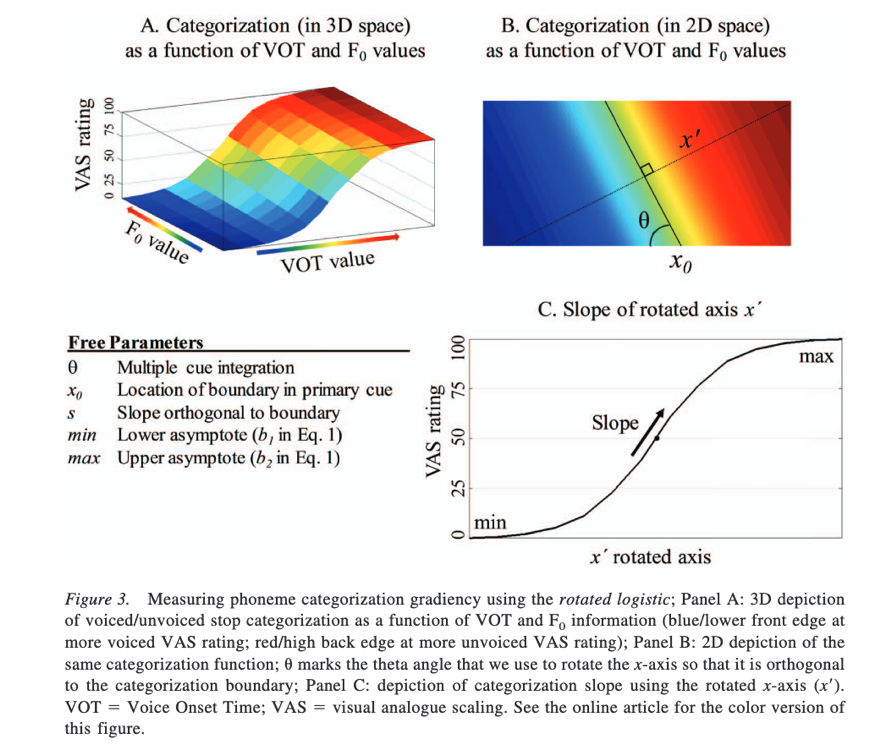 A. Categorization (in 3D space)
as a function of VOT and F₀ values
VAS rating
0 25 50 75 100
F₀ value
VOT value
B. Categorization (in 2D space)
as a function of VOT and F₀ values
x′
θ
x₀
Free Parameters
θ Multiple cue integration
x₀ Location of boundary in primary cue
s Slope orthogonal to boundary
min Lower asymptote (b₁ in Eq. 1)
max Upper asymptote (b₂ in Eq. 1)
C. Slope of rotated axis x′
VAS rating
0 25 50 75 100
max
Slope
min
x′ rotated axis
Figure 3. Measuring phoneme categorization gradiency using the rotated logistic; Panel A: 3D depiction
of voiced/unvoiced stop categorization as a function of VOT and F₀ information (blue/lower front edge at
more voiced VAS rating; red/high back edge at more unvoiced VAS rating); Panel B: 2D depiction of the
same categorization function; θ marks the theta angle that we use to rotate the x-axis so that it is orthogonal
to the categorization boundary; Panel C: depiction of categorization slope using the rotated x-axis (x′).
VOT = Voice Onset Time; VAS = visual analogue scaling. See the online article for the color version of
this figure.